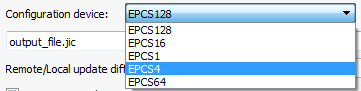 Configuration device: EPCS128
output_file.jic
EPCS128
EPCS16
EPCS1
Remote/Local update diff
EPCS4
EPCS64